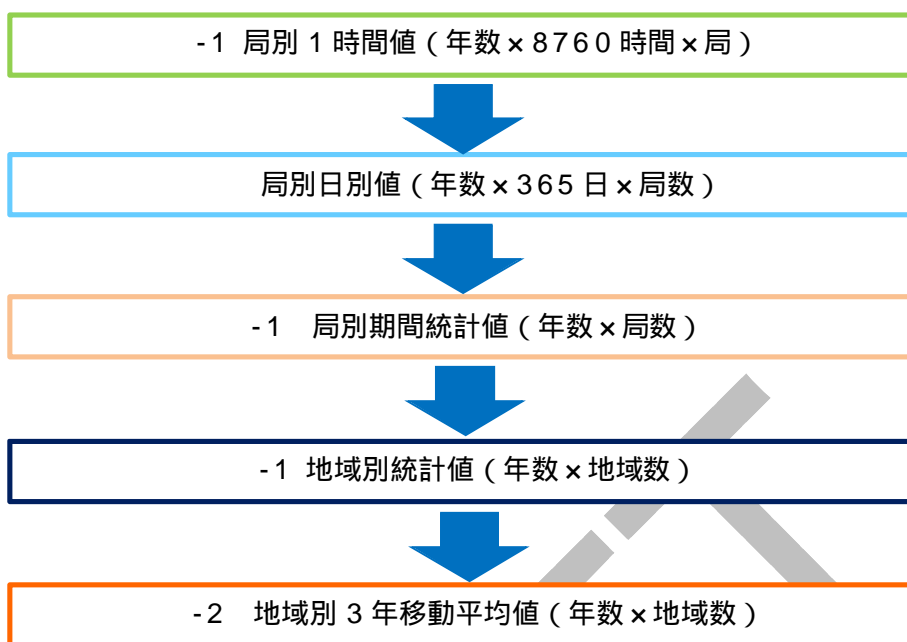 -1 局別1時間値(年数×8760時間×局)
局別日別値(年数×365日×局数)
-1 局別期間統計値(年数×局数)
-1 地域別統計値(年数×地域数)
-2 地域別3年移動平均値(年数×地域数)